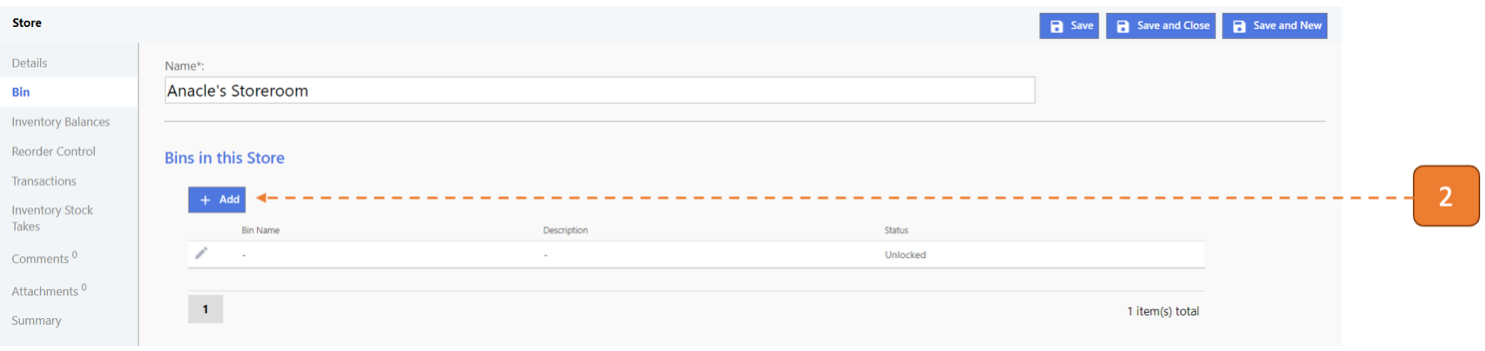 Store
Save
Save and Close
Save and New
Details
Bin
Inventory Balances
Reorder Control
Transactions
Inventory Stock
Takes
Comments 0
Attachments 0
Summary
Name*:
Anacle's Storeroom
Bins in this Store
+ Add
2
Bin Name Description Status
- - Unlocked
1
1 item(s) total